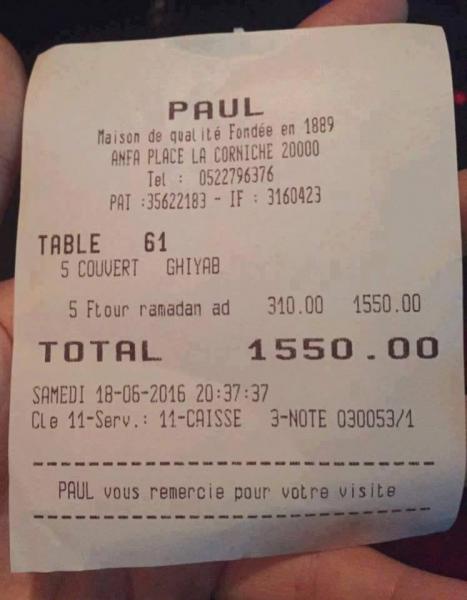 PAUL
Maison de qualité Fondée en 1889
ANFA PLACE LA CORNICHE 20000
Tel : 0522796376
PAT :35622183 - IF : 3160423
TABLE 61
5 COUVERT GHIYAB
5 Ftour ramadan ad 310.00 1550.00
TOTAL 1550.00
SAMEDI 18-06-2016 20:37:37
Cle 11-Serv.: 11-CAISSE 3-NOTE 030053/1
PAUL vous remercie pour votre visite